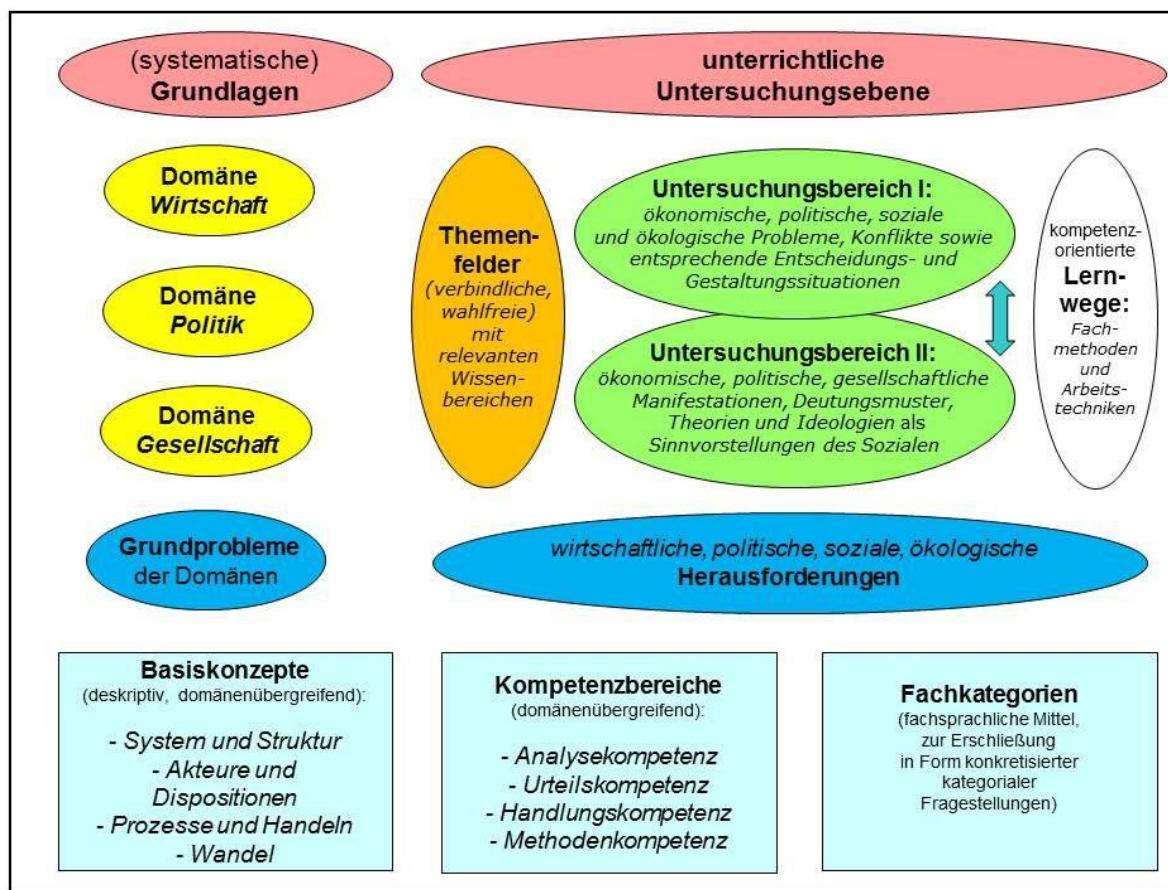 (systematische)
Grundlagen
unterrichtliche
Untersuchungsebene
Domäne
Wirtschaft
Domäne
Politik
Domäne
Gesellschaft
Themen-
felder
(verbindliche,
wahlfreie)
mit
relevanten
Wissen-
bereichen
Untersuchungsbereich I:
ökonomische, politische, soziale
und ökologische Probleme, Konflikte sowie
entsprechende Entscheidungs- und
Gestaltungssituationen
Untersuchungsbereich II:
ökonomische, politische, gesellschaftliche
Manifestationen, Deutungsmuster,
Theorien und Ideologien als
Sinnvorstellungen des Sozialen
kompetenz-
orientierte
Lern-
wege:
Fach-
methoden
und
Arbeits-
techniken
Grundprobleme
der Domänen
wirtschaftliche, politische, soziale, ökologische
Herausforderungen
Basiskonzepte
(deskriptiv, domänenübergreifend):
- System und Struktur
- Akteure und
Dispositionen
- Prozesse und Handeln
- Wandel
Kompetenzbereiche
(domänenübergreifend):
- Analysekompetenz
- Urteilskompetenz
- Handlungskompetenz
- Methodenkompetenz
Fachkategorien
(fachsprachliche Mittel,
zur Erschließung
in Form konkretisierter
kategorialer
Fragestellungen)